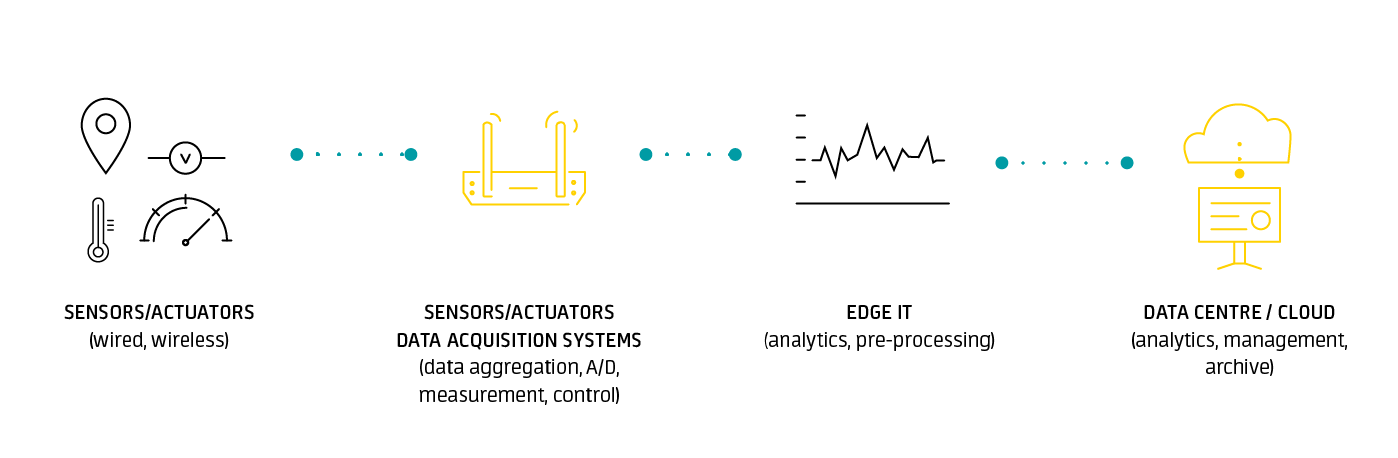 V
SENSORS/ACTUATORS
(wired, wireless)
SENSORS/ACTUATORS
DATA ACQUISITION SYSTEMS
(data aggregation, A/D,
measurement, control)
EDGE IT
(analytics, pre-processing)
DATA CENTRE / CLOUD
(analytics, management,
archive)